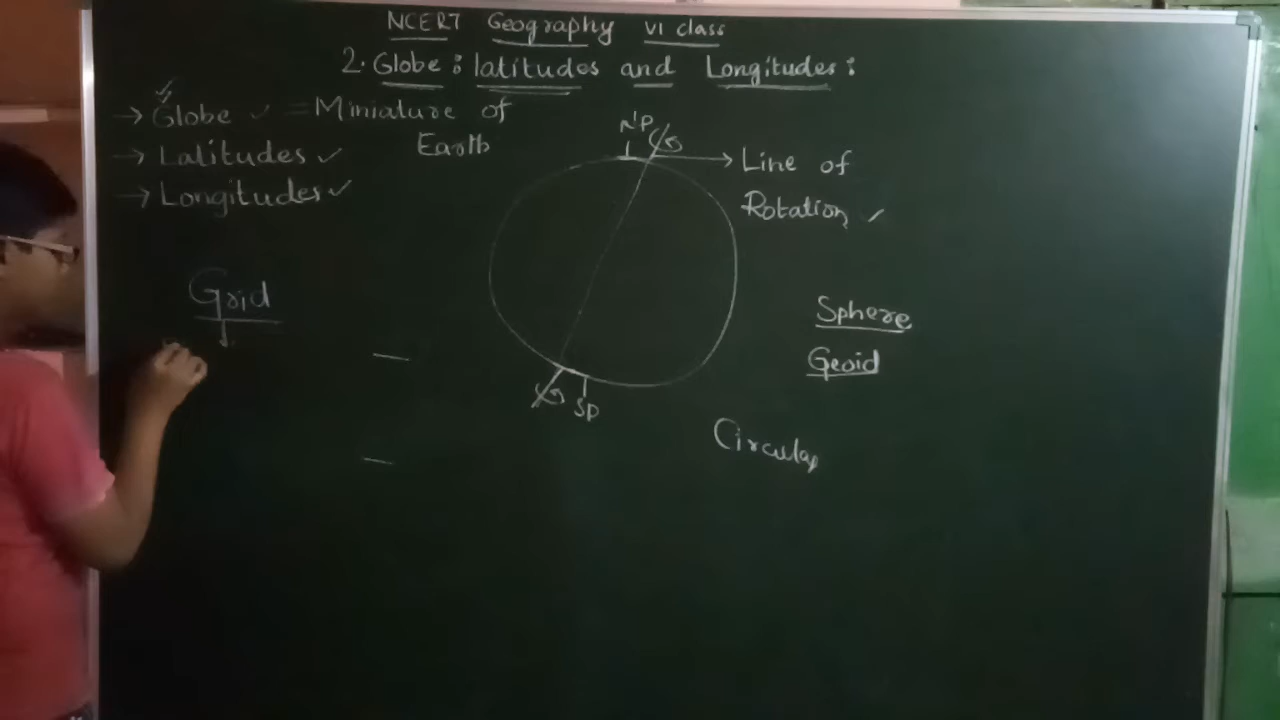 NCERT Geography VI class
2. Globe : latitudes and Longitudes :
→ Globe ✓ = Miniature of
Earth
→ Latitudes ✓
→ Longitudes ✓
NP
→ Line of
Rotation ✓
Grid
Sphere
Geoid
SP
Circular